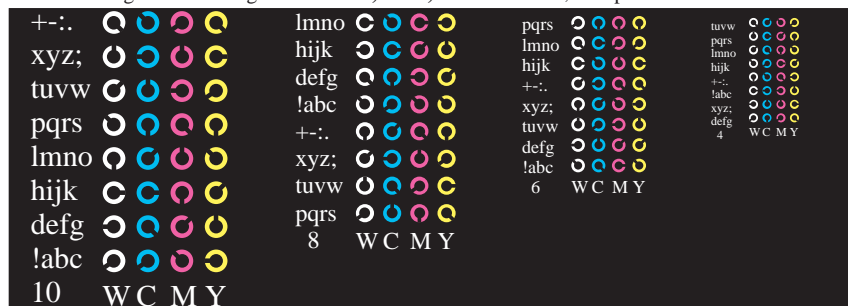 +-:.
xyz;
tuvw
pqrs
lmno
hijk
defg
!abc
10 W C M Y
lmno
hijk
defg
!abc
+-:.
xyz;
tuvw
pqrs
8 W C M Y
pqrs
lmno
hijk
+-:.
xyz;
tuvw
defg
!abc
6 W C M Y
tuvw
pqrs
lmno
hijk
+-:.
!abc
xyz;
defg
4 W C M Y